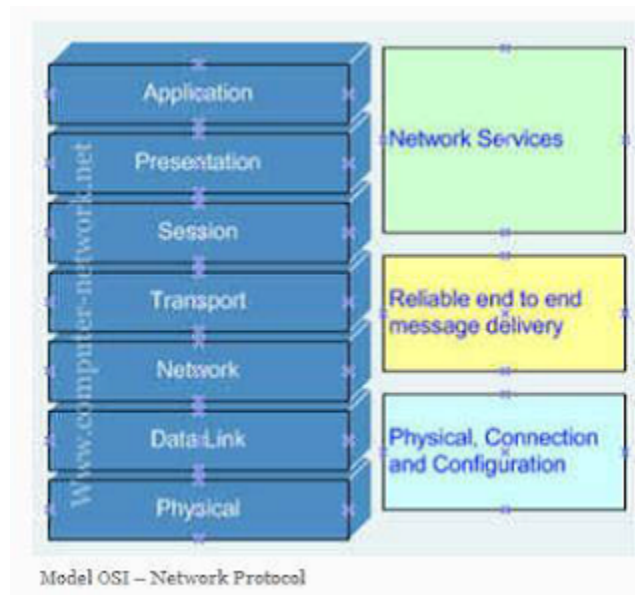 Application
Presentation
Session
Transport
Network
Data Link
Physical
Network Services
Reliable end to end
message delivery
Physical, Connection
and Configuration
Www.computer-network.net
Model OSI – Network Protocol